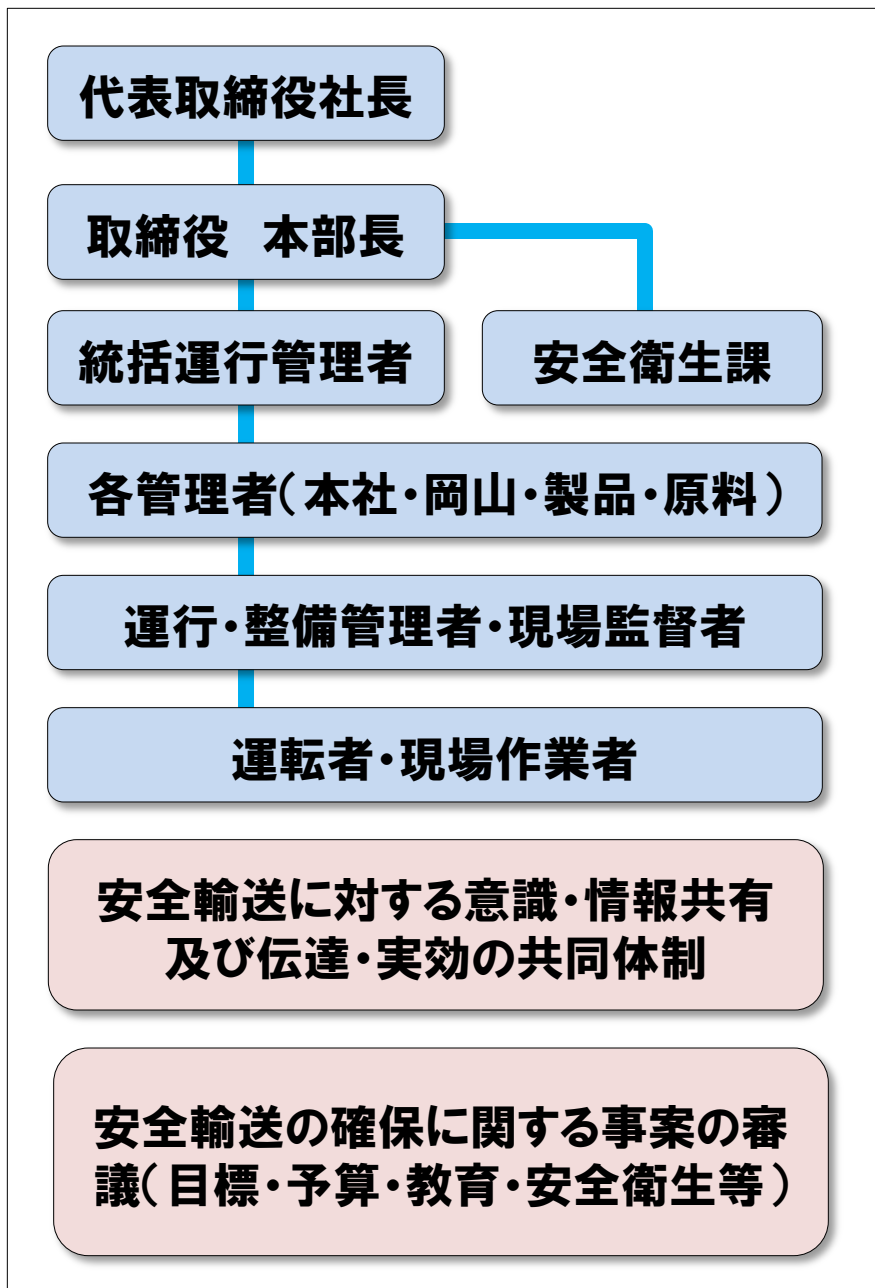 代表取締役社長
取締役　本部長
統括運行管理者
安全衛生課
各管理者(本社・岡山・製品・原料)
運行・整備管理者・現場監督者
運転者・現場作業者
安全輸送に対する意識・情報共有
及び伝達・実効の共同体制
安全輸送の確保に関する事案の審
議(目標・予算・教育・安全衛生等)